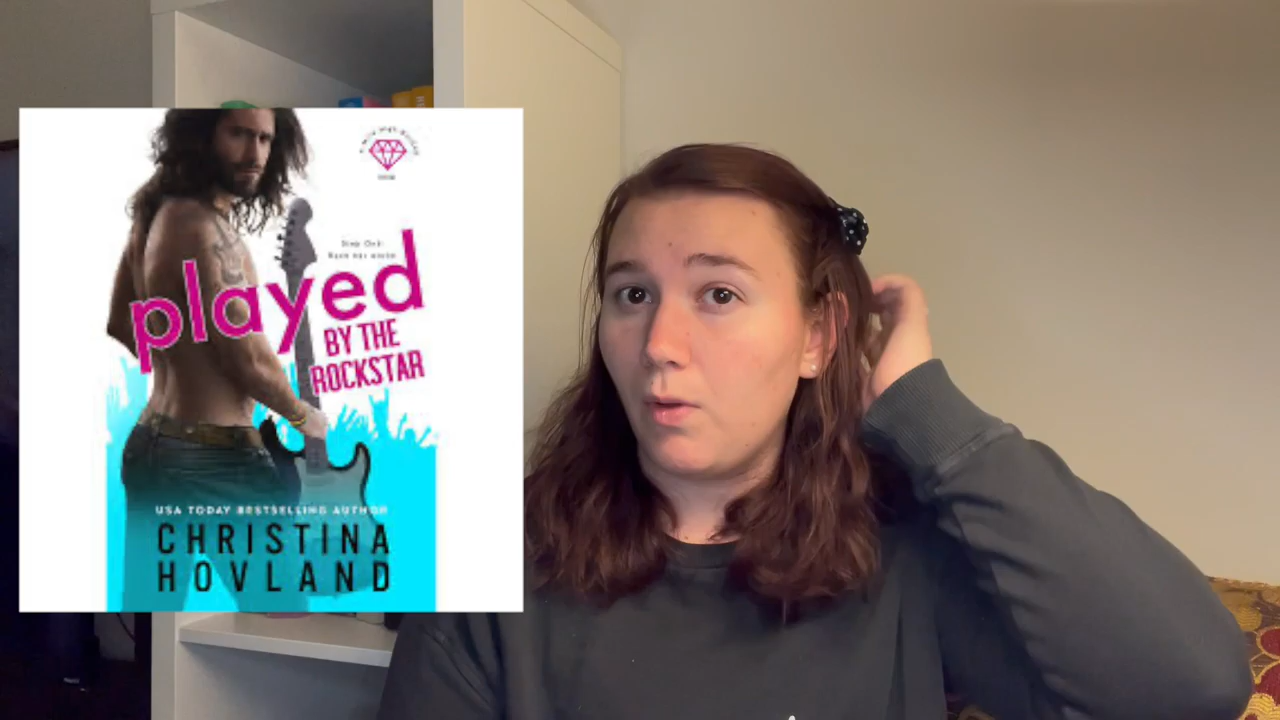 played
BY THE
ROCKSTAR
USA TODAY BESTSELLING AUTHOR
CHRISTINA
HOVLAND